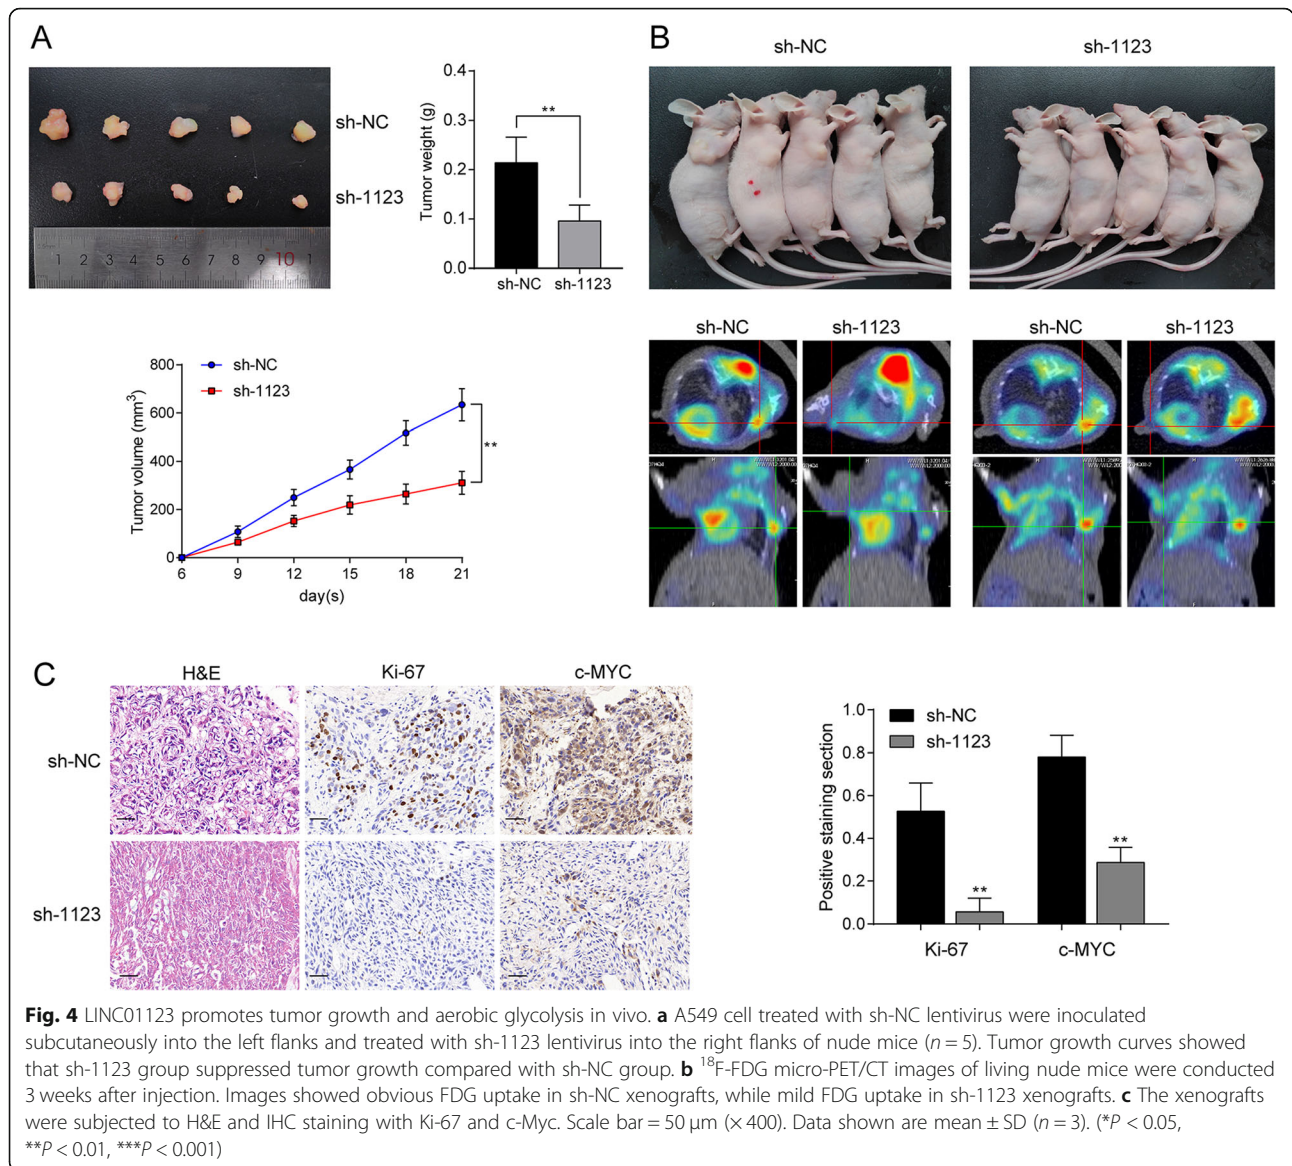 A
sh-NC
sh-1123
1 2 3 4 5 6 7 8 9 10 1
0.4
0.3
0.2
0.1
0.0
Tumor weight (g)
**
sh-NC sh-1123
B
sh-NC sh-1123
sh-NC
sh-1123
800
600
400
200
0
Tumor volume (mm³)
**
6 9 12 15 18 21
day(s)
sh-NC sh-1123 sh-NC sh-1123
C
H&E Ki-67 c-MYC
sh-NC
sh-1123
1.0
0.8
0.6
0.4
0.2
0.0
Positive staining section
sh-NC
sh-1123
**
**
Ki-67 c-MYC
Fig. 4 LINC01123 promotes tumor growth and aerobic glycolysis in vivo. a A549 cell treated with sh-NC lentivirus were inoculated
subcutaneously into the left flanks and treated with sh-1123 lentivirus into the right flanks of nude mice (n = 5). Tumor growth curves showed
that sh-1123 group suppressed tumor growth compared with sh-NC group. b ¹⁸F-FDG micro-PET/CT images of living nude mice were conducted
3 weeks after injection. Images showed obvious FDG uptake in sh-NC xenografts, while mild FDG uptake in sh-1123 xenografts. c The xenografts
were subjected to H&E and IHC staining with Ki-67 and c-Myc. Scale bar = 50 μm (× 400). Data shown are mean ± SD (n = 3). (*P < 0.05,
**P < 0.01, ***P < 0.001)